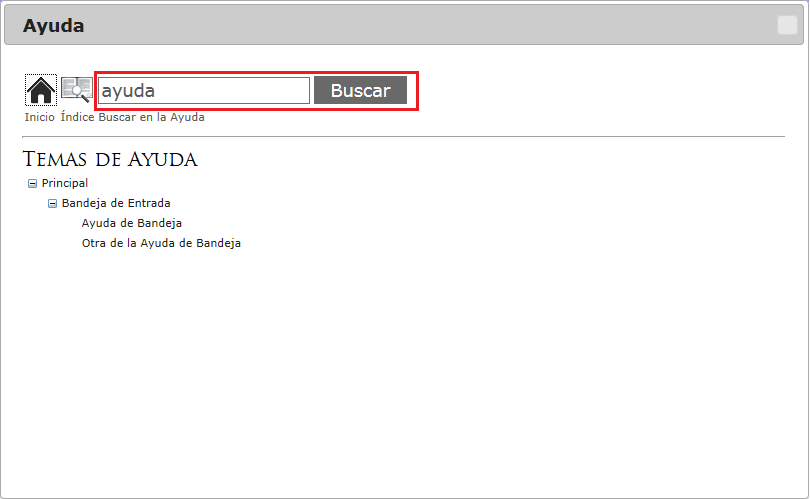 Ayuda
ayuda Buscar
Inicio Índice Buscar en la Ayuda
TEMAS DE AYUDA
Principal
Bandeja de Entrada
Ayuda de Bandeja
Otra de la Ayuda de Bandeja